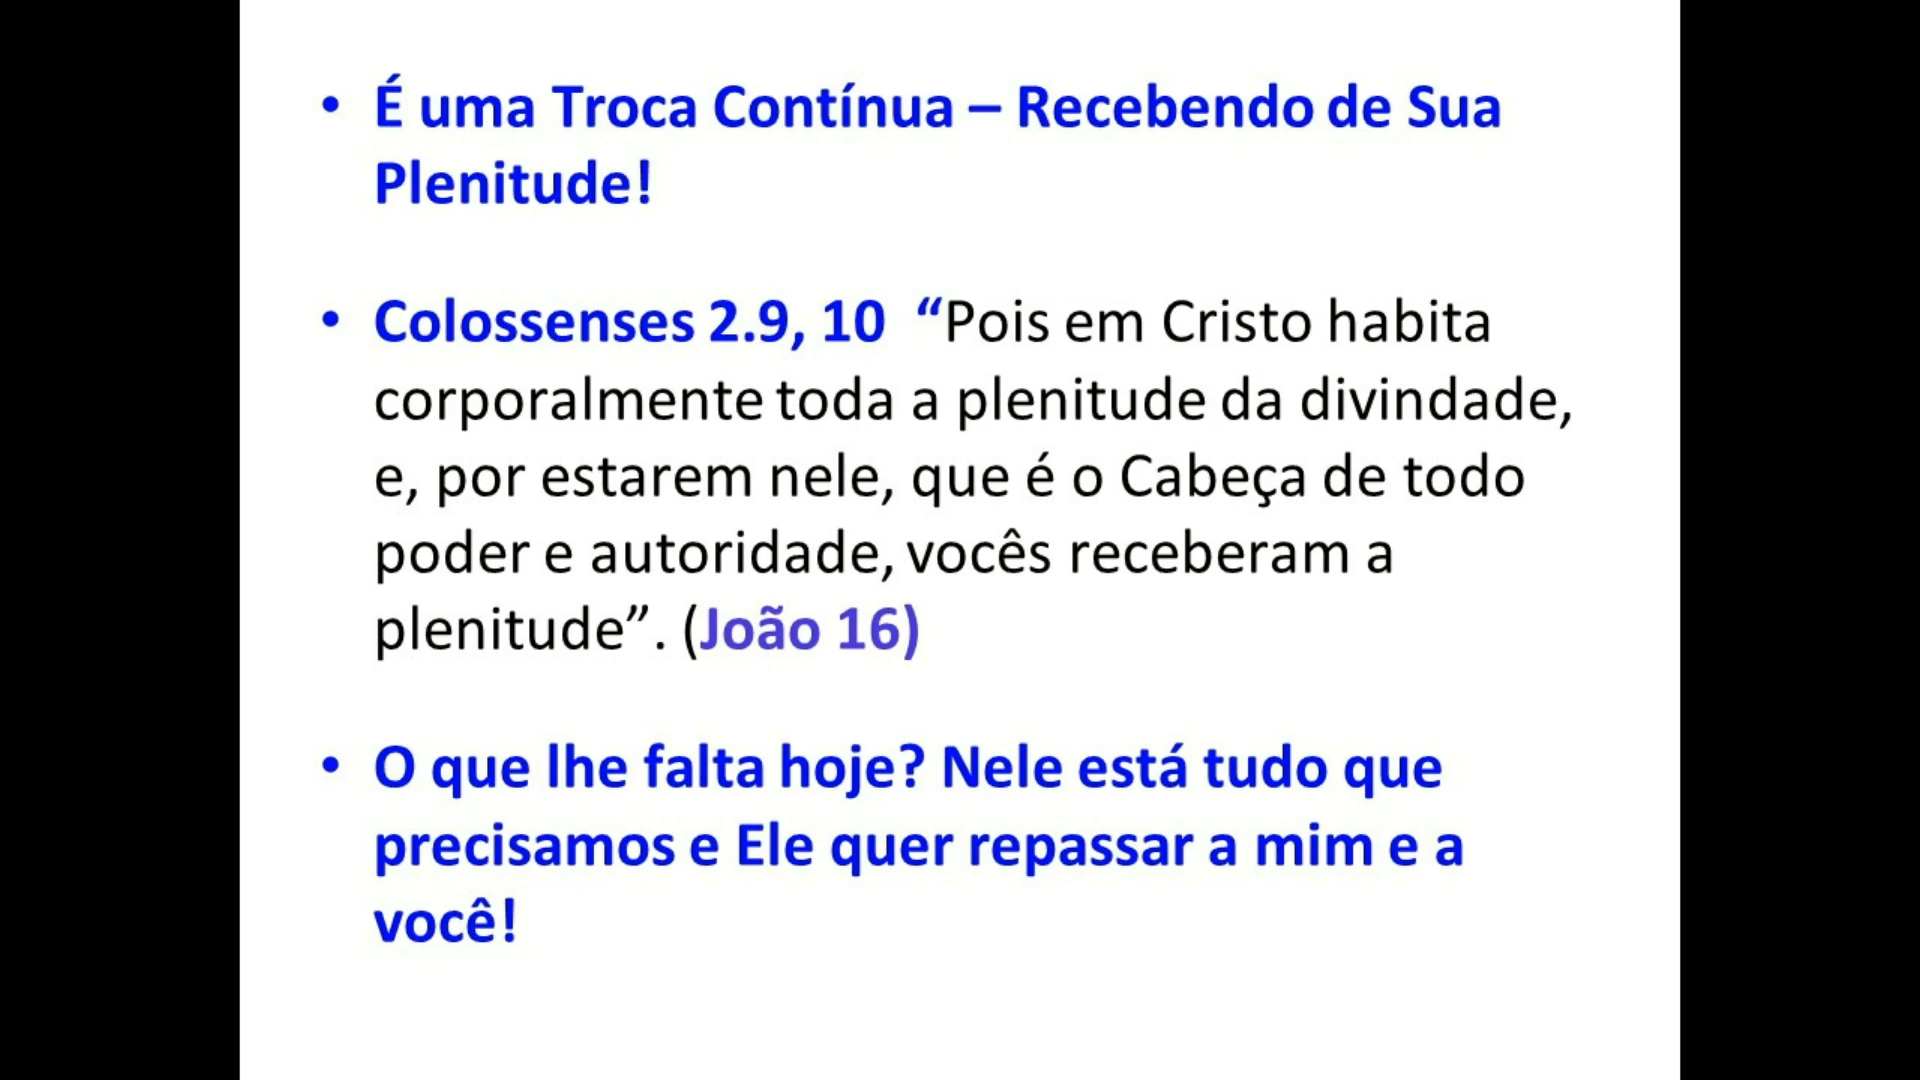 • É uma Troca Contínua – Recebendo de Sua
Plenitude!
• Colossenses 2.9, 10 “Pois em Cristo habita
corporalmente toda a plenitude da divindade,
e, por estarem nele, que é o Cabeça de todo
poder e autoridade, vocês receberam a
plenitude”. (João 16)
• O que lhe falta hoje? Nele está tudo que
precisamos e Ele quer repassar a mim e a
você!